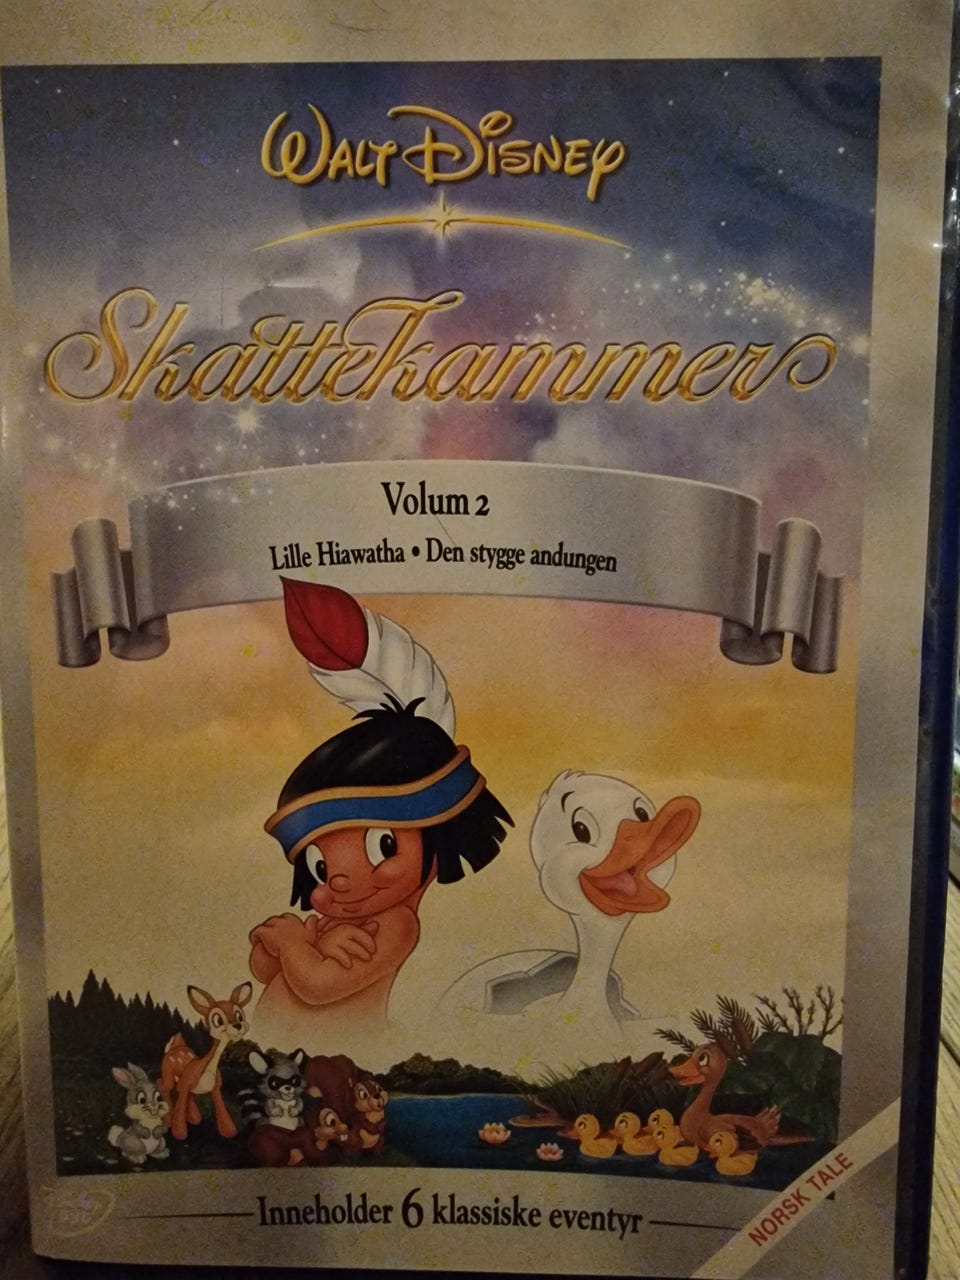 WALT DISNEY
Skattekammer
Volum 2
Lille Hiawatha • Den stygge andungen
Inneholder 6 klassiske eventyr
NORSK TALE